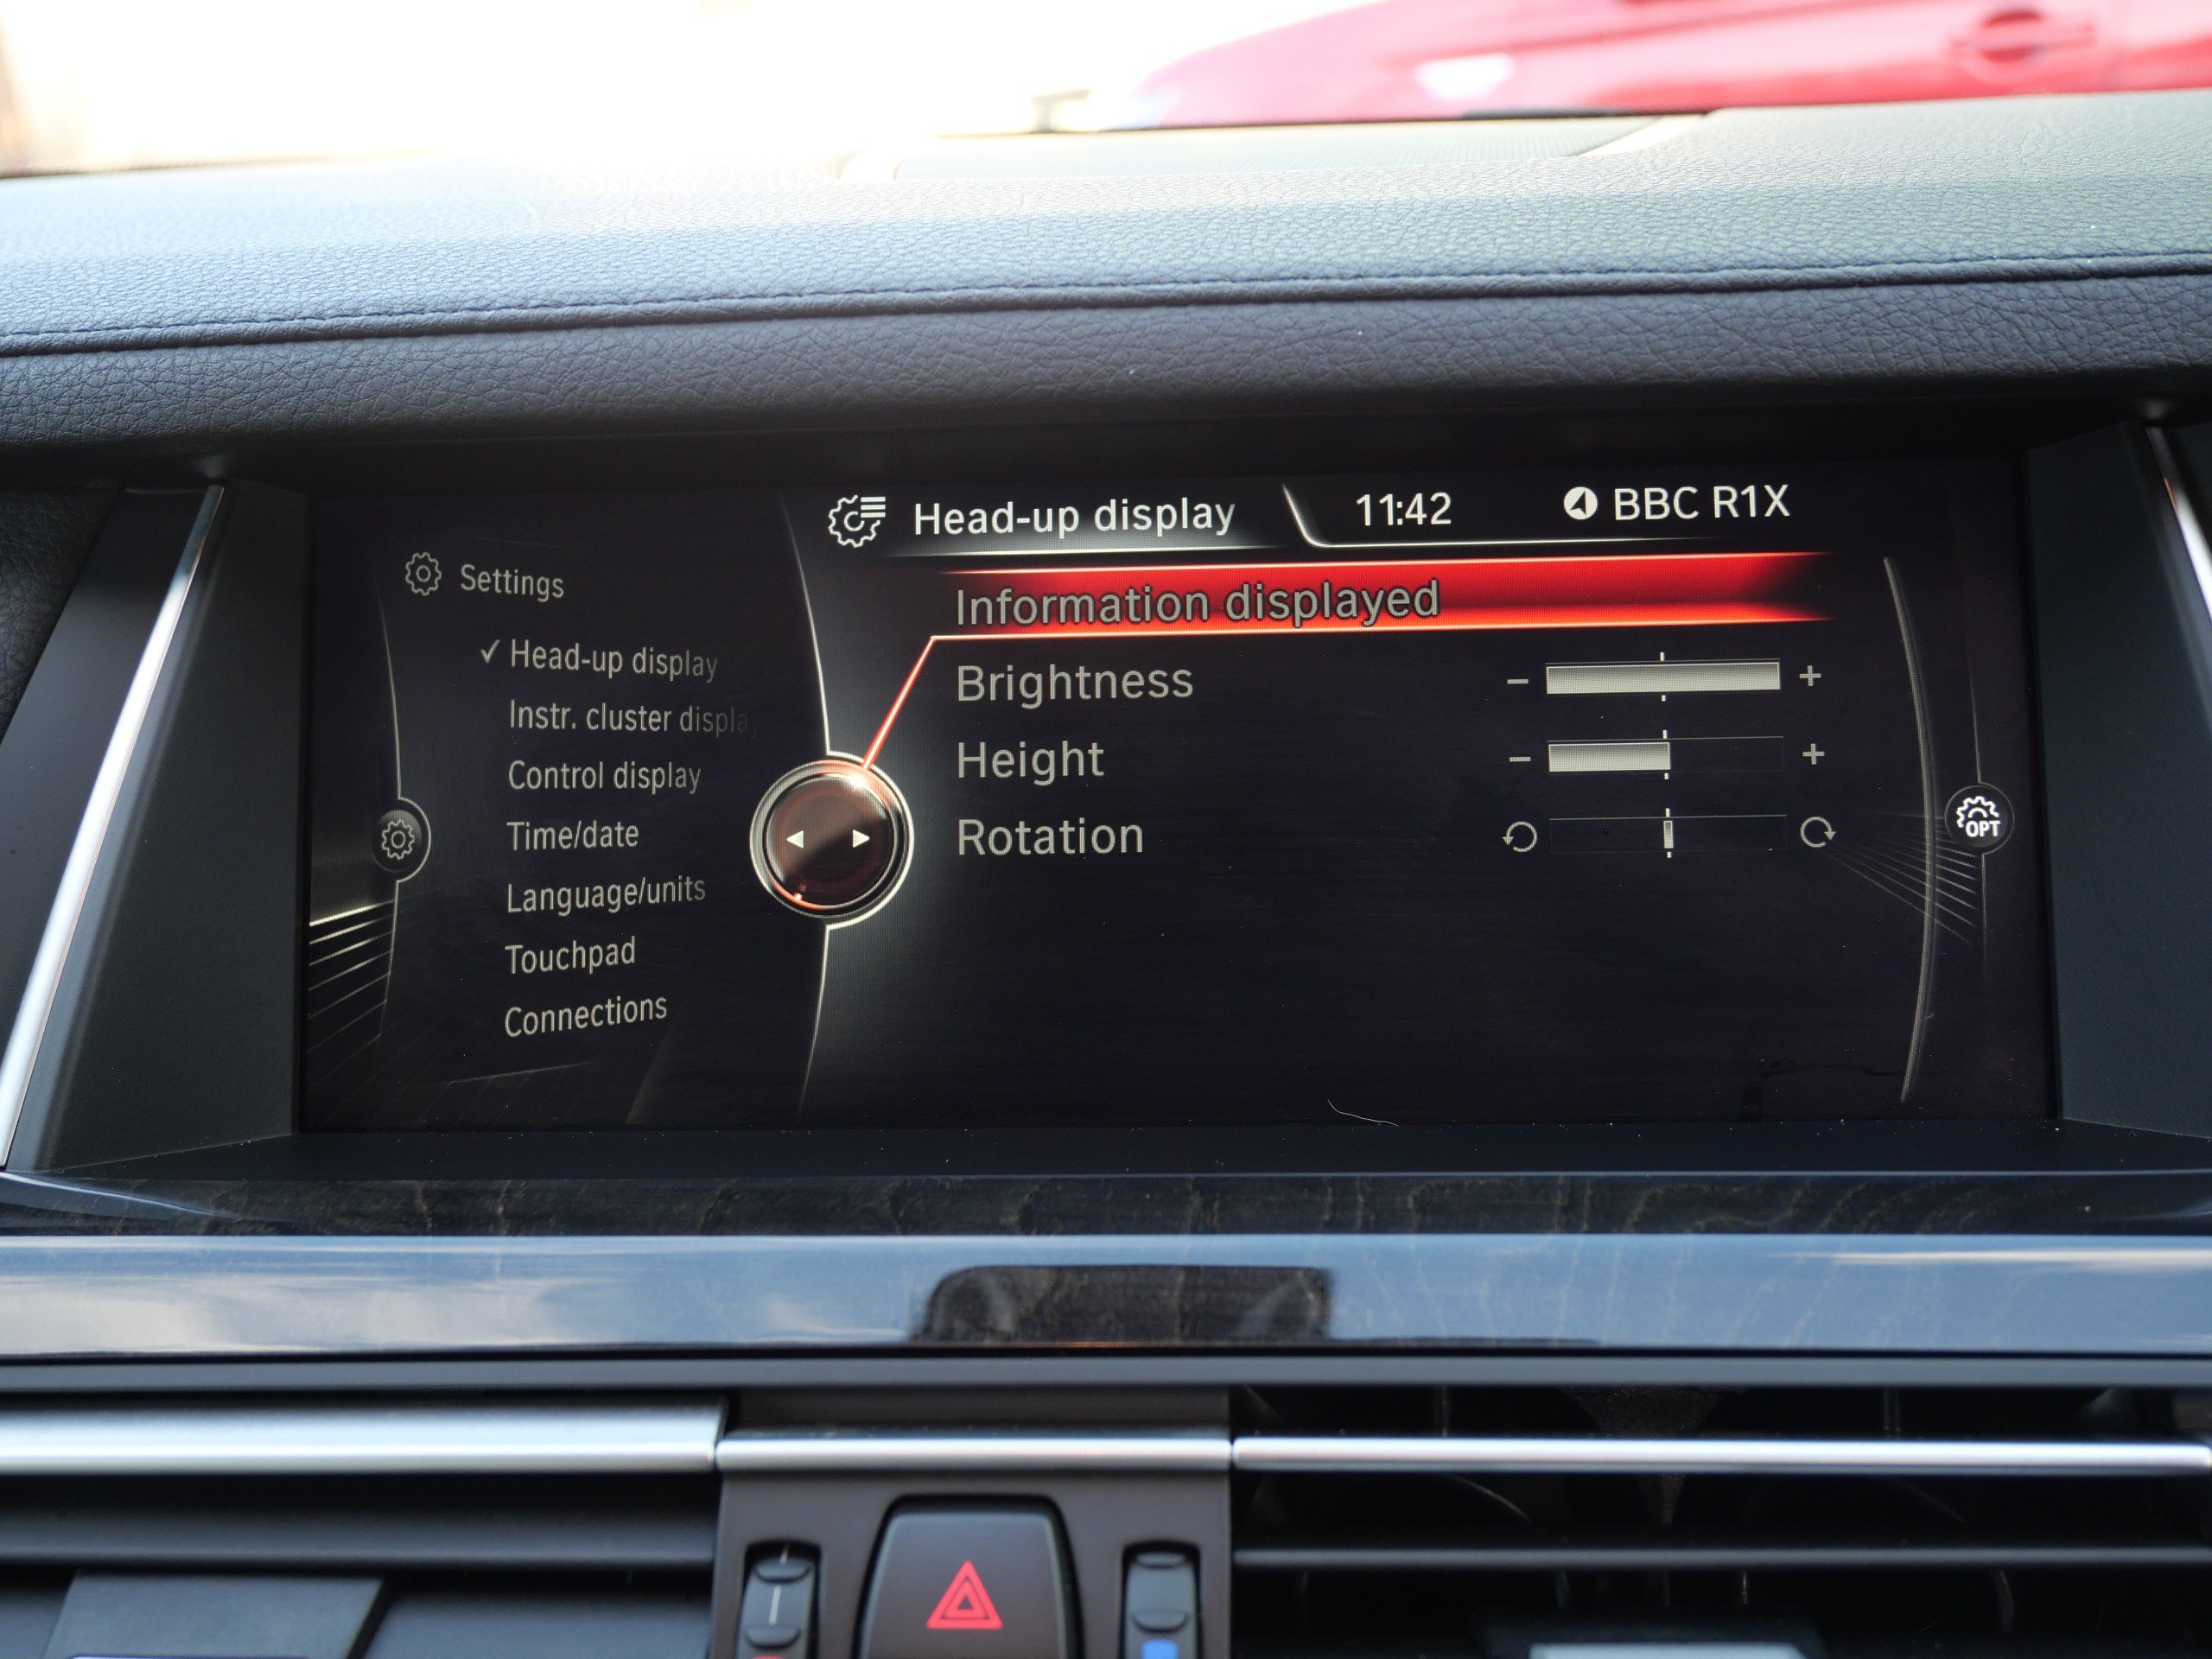 Head-up display 11:42 BBC R1X
Settings
✓ Head-up display
Instr. cluster display
Control display
Time/date
Language/units
Touchpad
Connections
Information displayed
Brightness - +
Height - +
Rotation
OPT